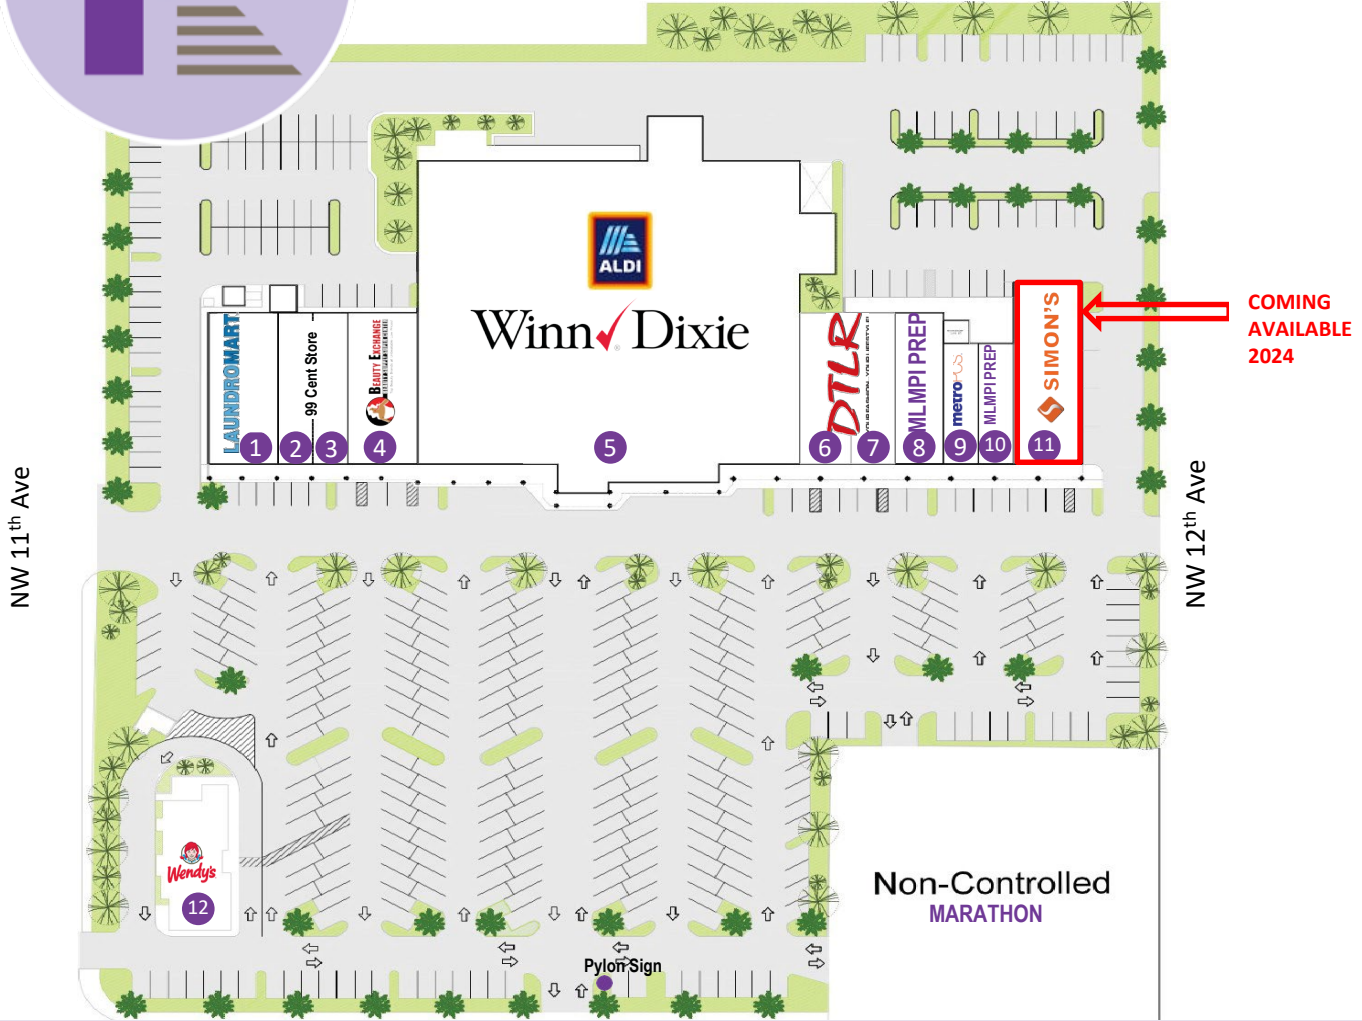 ALDI
Winn Dixie
LAUNDROMART
99 Cent Store
BEAUTY EXCHANGE
DTLR
MLMPI PREP
metroPCS.
MLMPI PREP
SIMON'S
COMING
AVAILABLE
2024
1
2
3
4
5
6
7
8
9
10
11
NW 11th Ave
NW 12th Ave
Wendy's
12
Non-Controlled
MARATHON
Pylon Sign